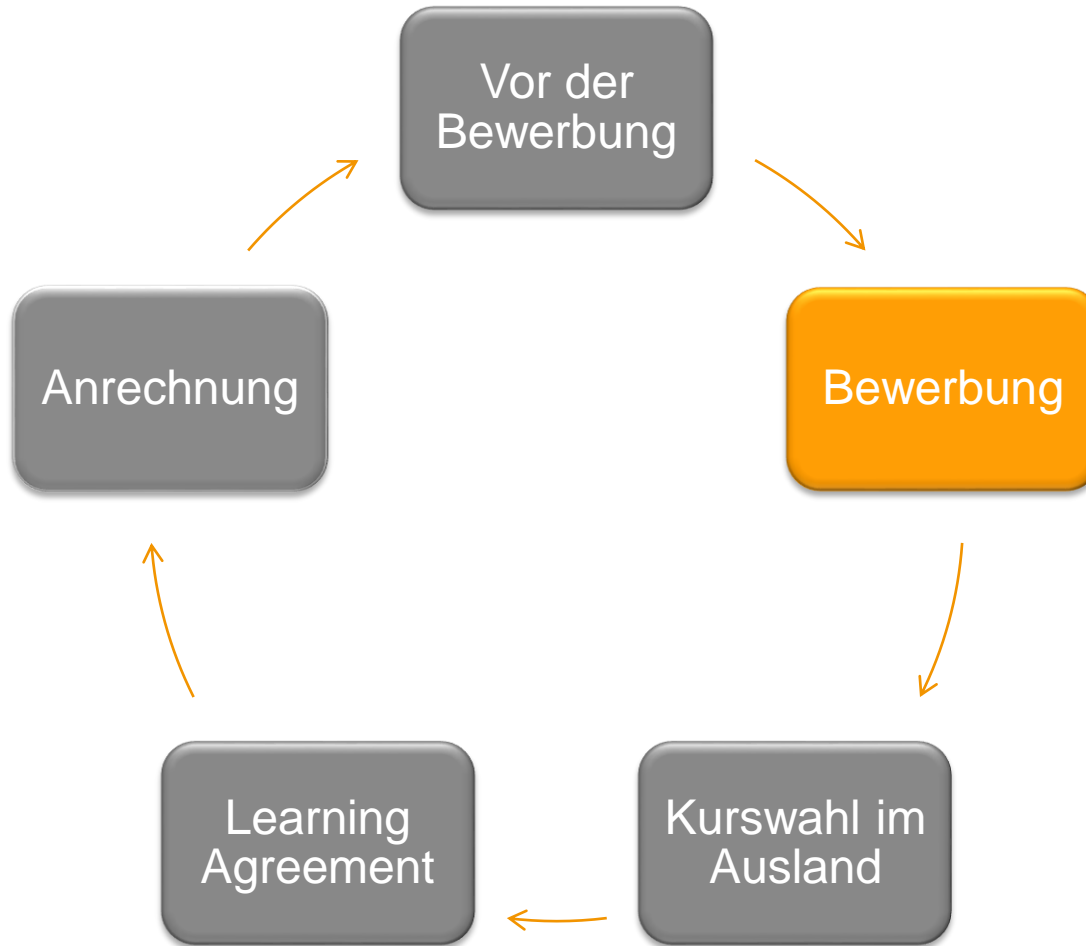 Vor der
Bewerbung
Bewerbung
Kurswahl im
Ausland
Learning
Agreement
Anrechnung